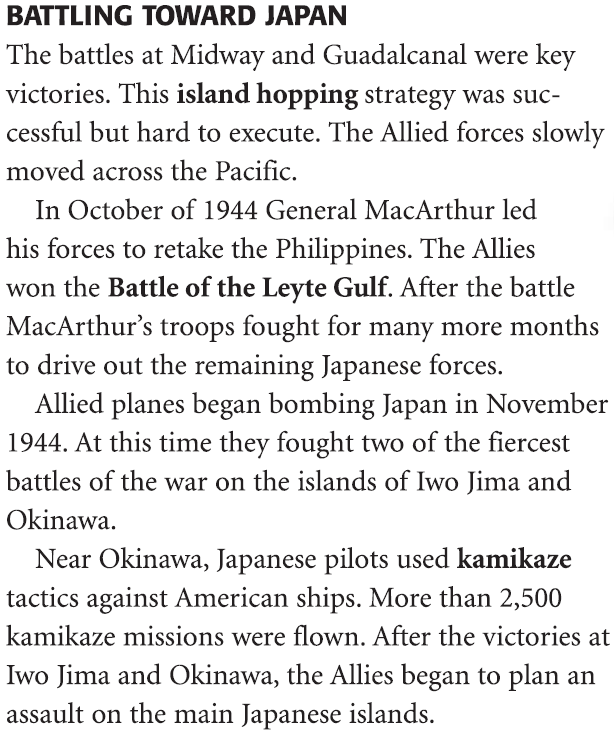 BATTLING TOWARD JAPAN
The battles at Midway and Guadalcanal were key
victories. This island hopping strategy was suc-
cessful but hard to execute. The Allied forces slowly
moved across the Pacific.
In October of 1944 General MacArthur led
his forces to retake the Philippines. The Allies
won the Battle of the Leyte Gulf. After the battle
MacArthur’s troops fought for many more months
to drive out the remaining Japanese forces.
Allied planes began bombing Japan in November
1944. At this time they fought two of the fiercest
battles of the war on the islands of Iwo Jima and
Okinawa.
Near Okinawa, Japanese pilots used kamikaze
tactics against American ships. More than 2,500
kamikaze missions were flown. After the victories at
Iwo Jima and Okinawa, the Allies began to plan an
assault on the main Japanese islands.